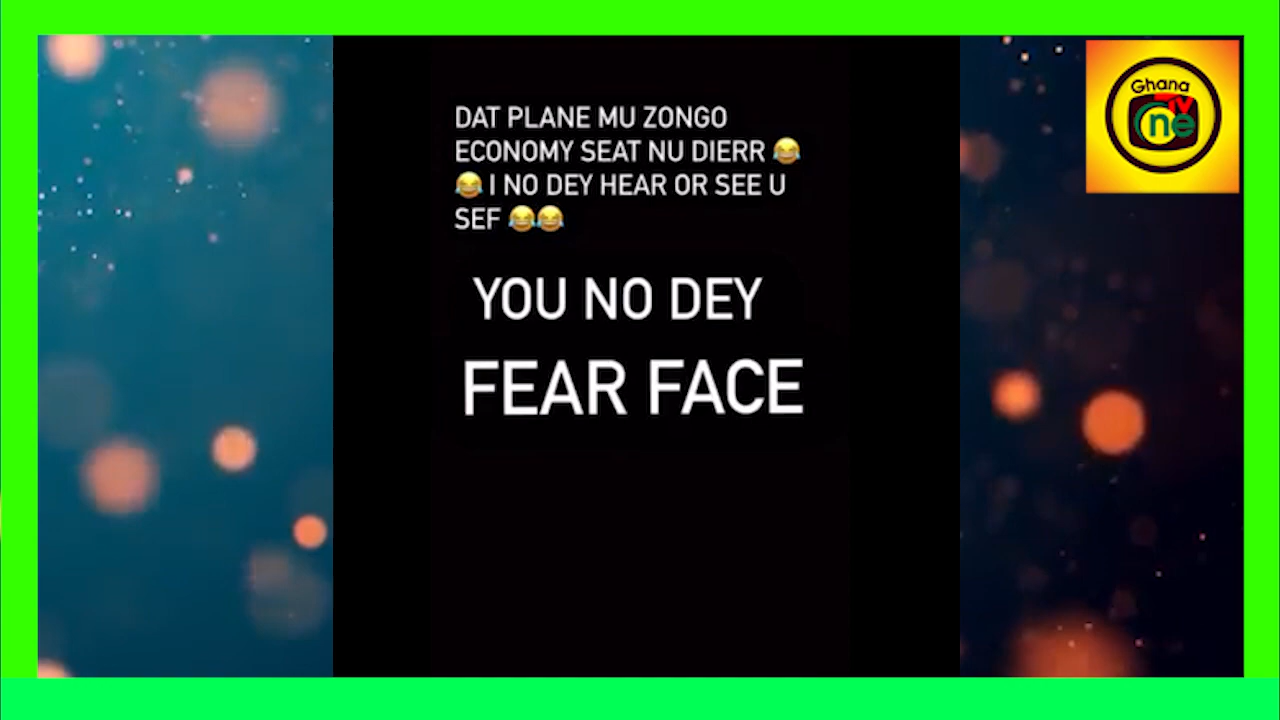 DAT PLANE MU ZONGO
ECONOMY SEAT NU DIERR 😂
😂 I NO DEY HEAR OR SEE U
SEF 😂😂
YOU NO DEY
FEAR FACE
Ghana
TV
One